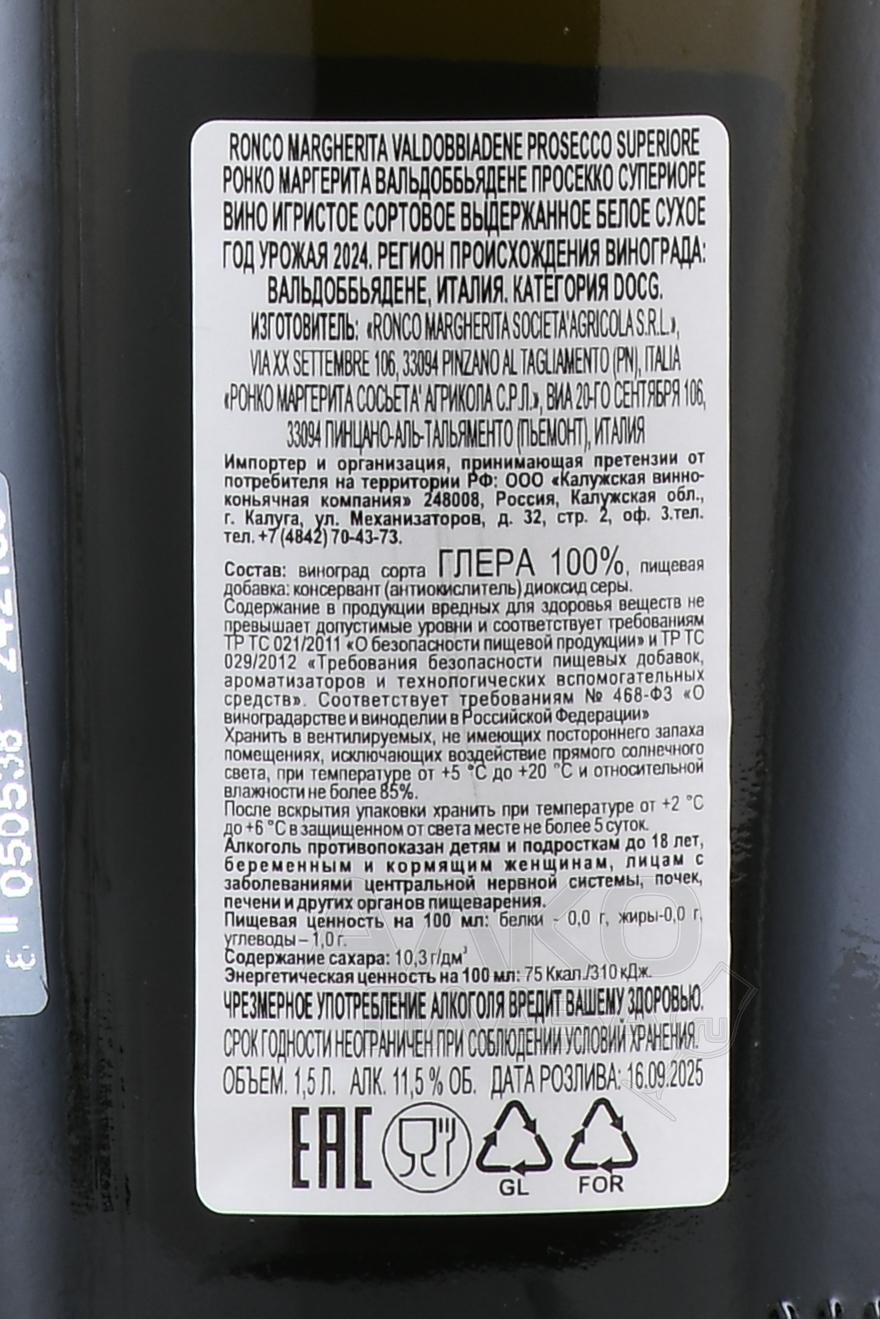 RONCO MARGHERITA VALDOBBIADENE PROSECCO SUPERIORE
РОНКО МАРГЕРИТА ВАЛЬДОББЬЯДЕНЕ ПРОСЕККО СУПЕРИОРЕ
ВИНО ИГРИСТОЕ СОРТОВОЕ ВЫДЕРЖАННОЕ БЕЛОЕ СУХОЕ
ГОД УРОЖАЯ 2024. РЕГИОН ПРОИСХОЖДЕНИЯ ВИНОГРАДА:
ВАЛЬДОББЬЯДЕНЕ, ИТАЛИЯ. КАТЕГОРИЯ DOCG.
ИЗГОТОВИТЕЛЬ: «RONCO MARGHERITA SOCIETA'AGRICOLA S.R.L.»,
VIA XX SETTEMBRE 106, 33094 PINZANO AL TAGLIAMENTO (PN), ITALIA
«РОНКО МАРГЕРИТА СОСЬЕТА' АГРИКОЛА С.Р.Л.», ВИА 20-ГО СЕНТЯБРЯ 106,
33094 ПИНЦАНО-АЛЬ-ТАЛЬЯМЕНТО (ПЬЕМОНТ), ИТАЛИЯ
Импортер и организация, принимающая претензии от
потребителя на территории РФ: ООО «Калужская винно-
коньячная компания» 248008, Россия, Калужская обл.,
г. Калуга, ул. Механизаторов, д. 32, стр. 2, оф. 3.тел.
тел. +7 (4842) 70-43-73.
Состав: виноград сорта ГЛЕРА 100%, пищевая
добавка: консервант (антиокислитель) диоксид серы.
Содержание в продукции вредных для здоровья веществ не
превышает допустимые уровни и соответствует требованиям
ТР ТС 021/2011 «О безопасности пищевой продукции» и ТР ТС
029/2012 «Требования безопасности пищевых добавок,
ароматизаторов и технологических вспомогательных
средств». Соответствует требованиям № 468-ФЗ «О
виноградарстве и виноделии в Российской Федерации»
Хранить в вентилируемых, не имеющих постороннего запаха
помещениях, исключающих воздействие прямого солнечного
света, при температуре от +5 °C до +20 °C и относительной
влажности не более 85%.
После вскрытия упаковки хранить при температуре от +2 °C
до +6 °C в защищенном от света месте не более 5 суток.
Алкоголь противопоказан детям и подросткам до 18 лет,
беременным и кормящим женщинам, лицам с
заболеваниями центральной нервной системы, почек,
печени и других органов пищеварения.
Пищевая ценность на 100 мл: белки - 0,0 г, жиры-0,0 г,
углеводы – 1,0 г.
Содержание сахара: 10,3 г/дм³
Энергетическая ценность на 100 мл: 75 Ккал./310 кДж.
ЧРЕЗМЕРНОЕ УПОТРЕБЛЕНИЕ АЛКОГОЛЯ ВРЕДИТ ВАШЕМУ ЗДОРОВЬЮ.
СРОК ГОДНОСТИ НЕОГРАНИЧЕН ПРИ СОБЛЮДЕНИИ УСЛОВИЙ ХРАНЕНИЯ.
ОБЪЕМ. 1,5 Л. АЛК. 11,5 % ОБ. ДАТА РОЗЛИВА: 16.09.2025
EAC
GL FOR